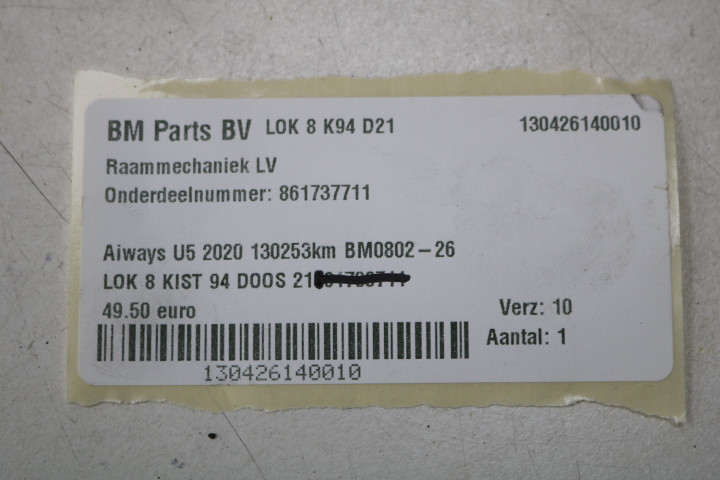 BM Parts BV LOK 8 K94 D21 130426140010
Raammechaniek LV
Onderdeelnummer: 861737711
Aiways U5 2020 130253km BM0802-26
LOK 8 KIST 94 DOOS 21
49.50 euro Verz: 10
Aantal: 1
130426140010